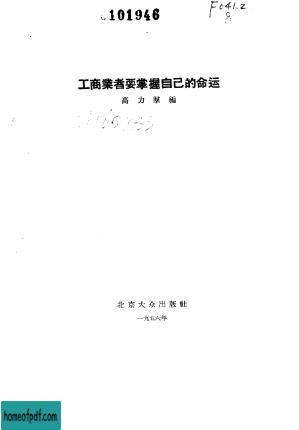 101946
F041.2
8
工商業者要掌握自己的命运
高力羣編
北京大众出版社
一九五六年
homeofpdf.com